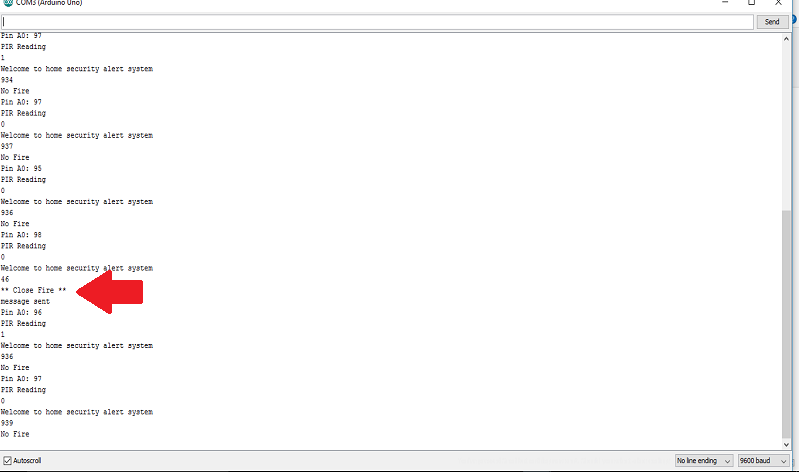 COM3 (Arduino Uno)
Send
Pin A0: 97
PIR Reading
1
Welcome to home security alert system
934
No Fire
Pin A0: 97
PIR Reading
0
Welcome to home security alert system
937
No Fire
Pin A0: 95
PIR Reading
0
Welcome to home security alert system
936
No Fire
Pin A0: 98
PIR Reading
0
Welcome to home security alert system
46
** Close Fire **
message sent
Pin A0: 96
PIR Reading
1
Welcome to home security alert system
936
No Fire
Pin A0: 97
PIR Reading
0
Welcome to home security alert system
939
No Fire
Autoscroll No line ending 9600 baud